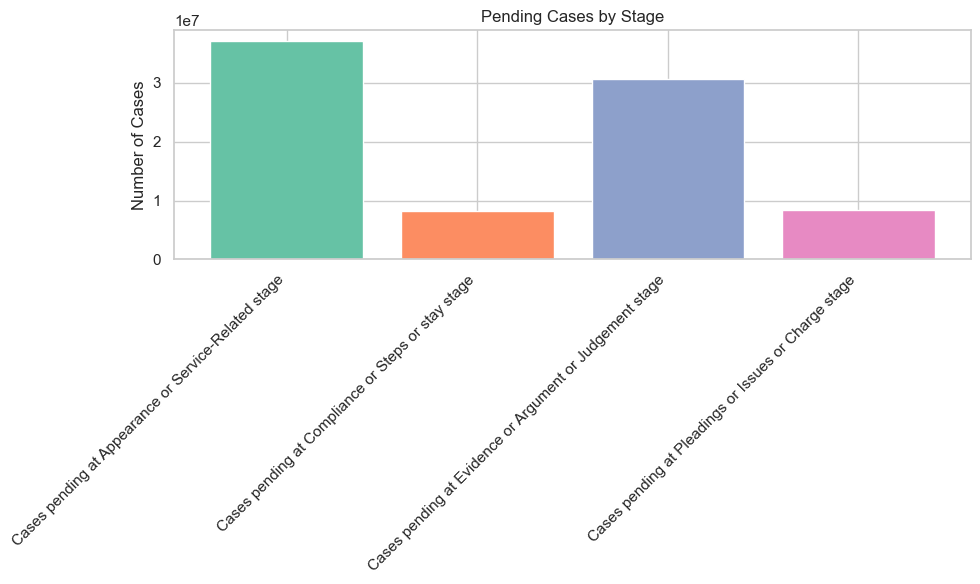 Pending Cases by Stage
1e7
Number of Cases
3
2
1
0
Cases pending at Appearance or Service-Related stage
Cases pending at Compliance or Steps or stay stage
Cases pending at Evidence or Argument or Judgement stage
Cases pending at Pleadings or Issues or Charge stage